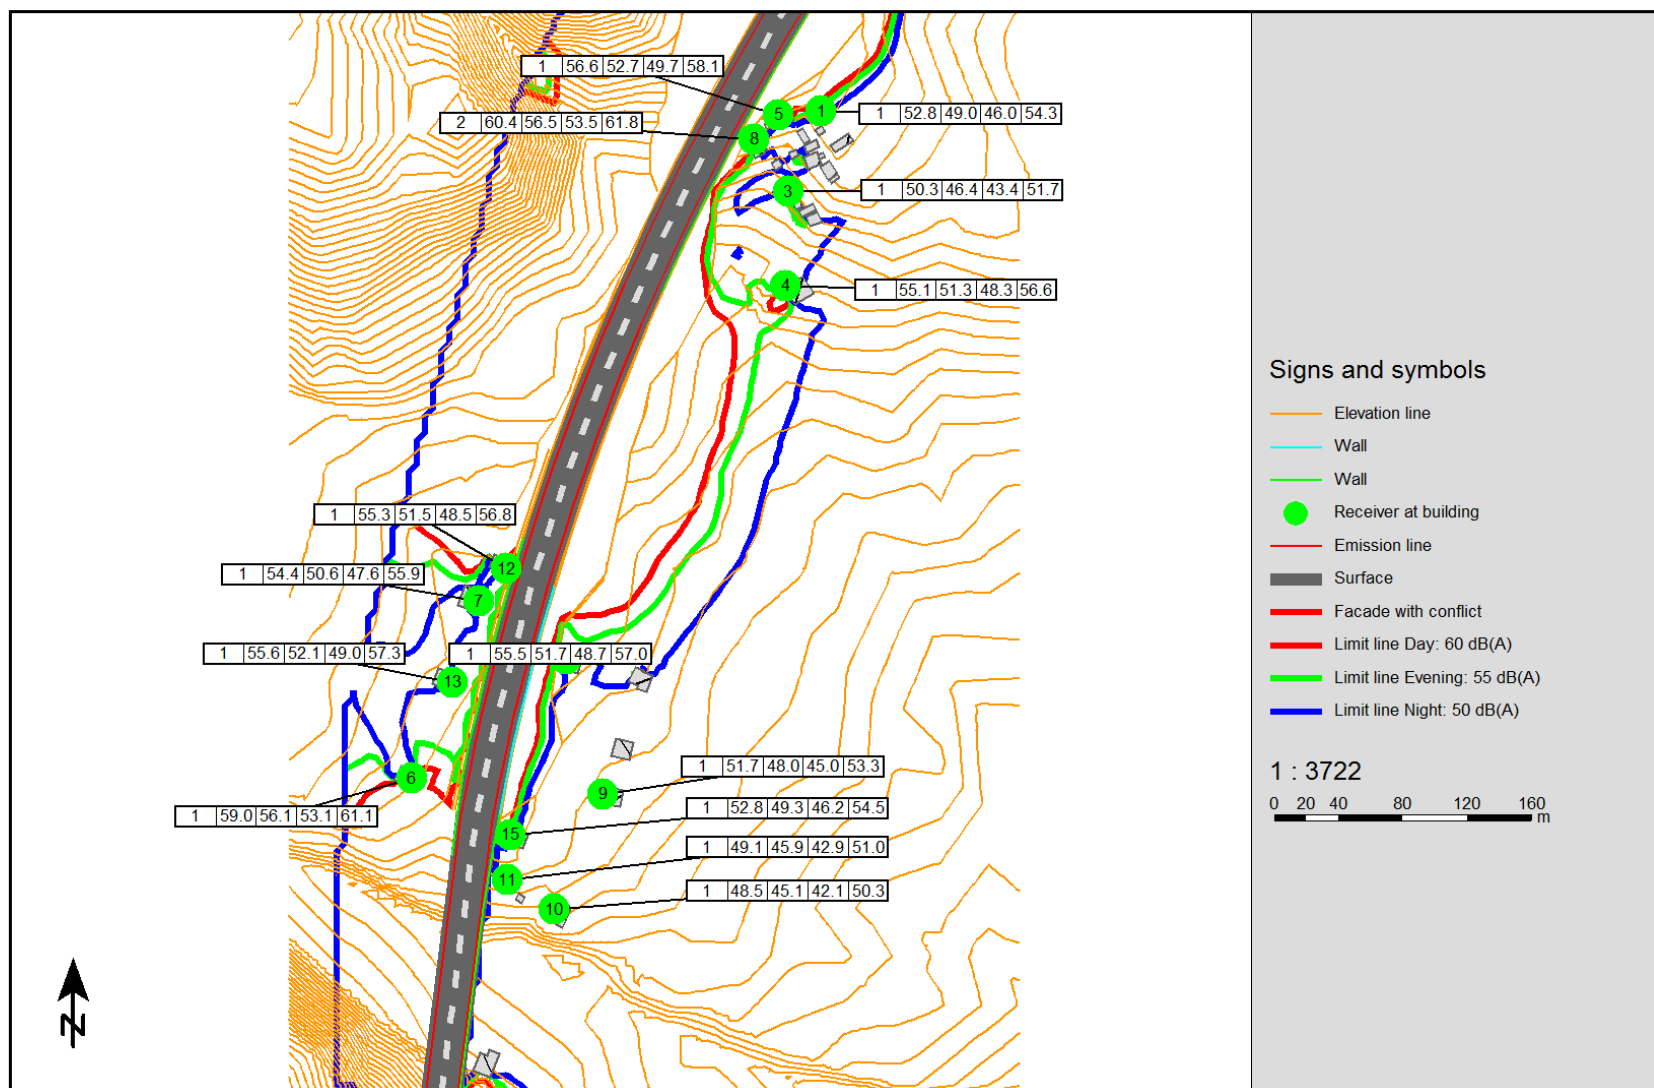 1 56.6 52.7 49.7 58.1
2 60.4 56.5 53.5 61.8
5
1
8
1 52.8 49.0 46.0 54.3
3
1 50.3 46.4 43.4 51.7
4
1 55.1 51.3 48.3 56.6
1 55.3 51.5 48.5 56.8
12
1 54.4 50.6 47.6 55.9
7
1 55.6 52.1 49.0 57.3
1 55.5 51.7 48.7 57.0
13
6
1 59.0 56.1 53.1 61.1
1 51.7 48.0 45.0 53.3
9
1 52.8 49.3 46.2 54.5
15
1 49.1 45.9 42.9 51.0
11
1 48.5 45.1 42.1 50.3
10
N
Signs and symbols
Elevation line
Wall
Wall
Receiver at building
Emission line
Surface
Facade with conflict
Limit line Day: 60 dB(A)
Limit line Evening: 55 dB(A)
Limit line Night: 50 dB(A)
1 : 3722
0 20 40 80 120 160
m